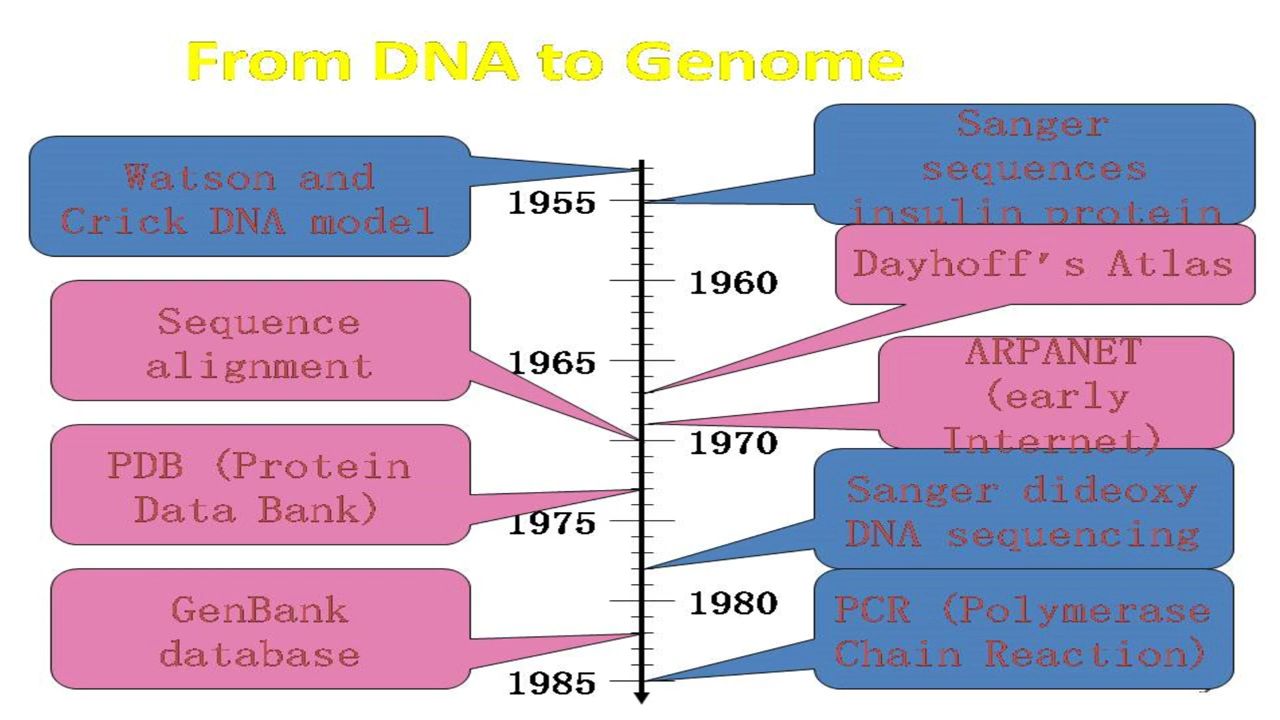 From DNA to Genome
Watson and
Crick DNA model
Sanger
sequences
insulin protein
1955
Dayhoff's Atlas
1960
Sequence
alignment
1965
ARPANET
(early
Internet)
1970
PDB (Protein
Data Bank)
Sanger dideoxy
DNA sequencing
1975
GenBank
database
1980
PCR (Polymerase
Chain Reaction)
1985